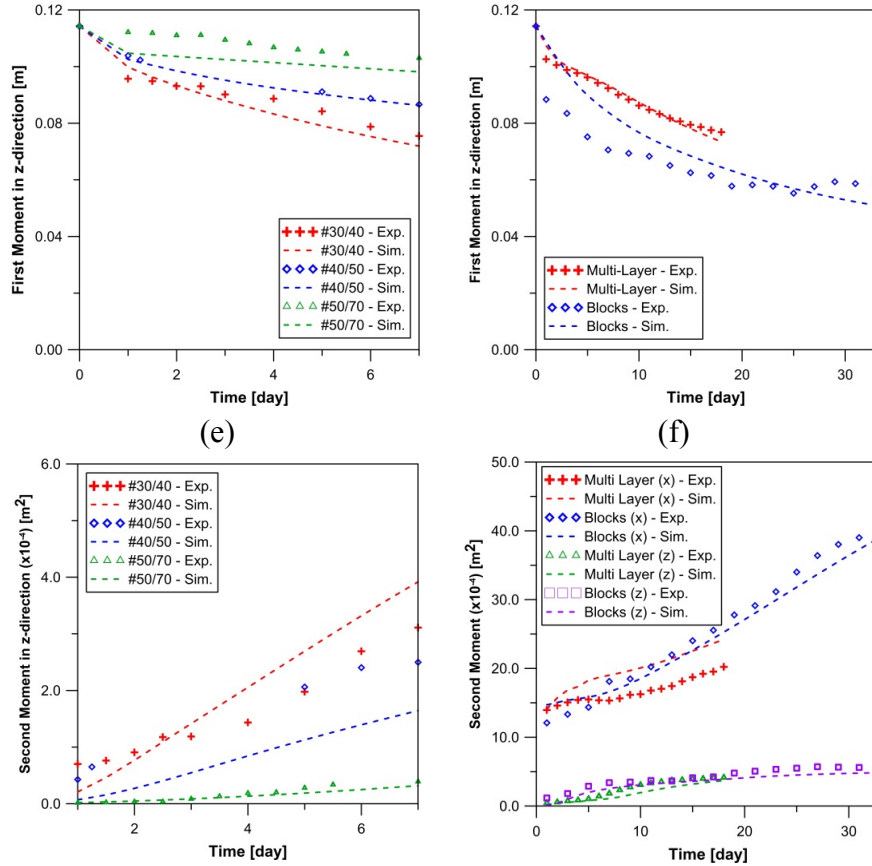 First Moment in z-direction [m]
0.12
0.08
0.04
0.00
#30/40 - Exp.
#30/40 - Sim.
#40/50 - Exp.
#40/50 - Sim.
#50/70 - Exp.
#50/70 - Sim.
0 2 4 6
Time [day]
(e)
First Moment in z-direction [m]
0.12
0.08
0.04
0.00
Multi-Layer - Exp.
Multi-Layer - Sim.
Blocks - Exp.
Blocks - Sim.
0 10 20 30
Time [day]
(f)
Second Moment in z-direction (x10⁻⁴) [m²]
6.0
4.0
2.0
0.0
#30/40 - Exp.
#30/40 - Sim.
#40/50 - Exp.
#40/50 - Sim.
#50/70 - Exp.
#50/70 - Sim.
2 4 6
Time [day]
Second Moment (x10⁻⁴) [m²]
50.0
40.0
30.0
20.0
10.0
0.0
Multi Layer (x) - Exp.
Multi Layer (x) - Sim.
Blocks (x) - Exp.
Blocks (x) - Sim.
Multi Layer (z) - Exp.
Multi Layer (z) - Sim.
Blocks (z) - Exp.
Blocks (z) - Sim.
0 10 20 30
Time [day]